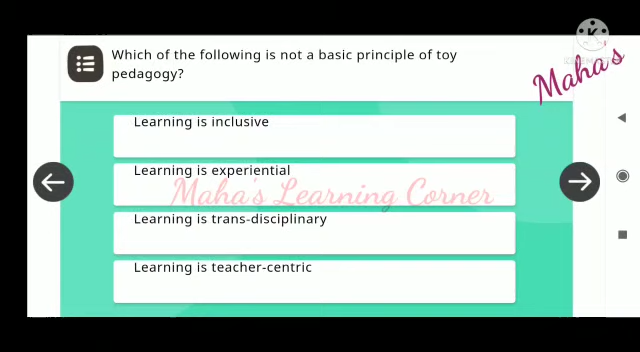 Which of the following is not a basic principle of toy
pedagogy?
Maha's
Learning is inclusive
Learning is experiential
Maha's Learning Corner
Learning is trans-disciplinary
Learning is teacher-centric